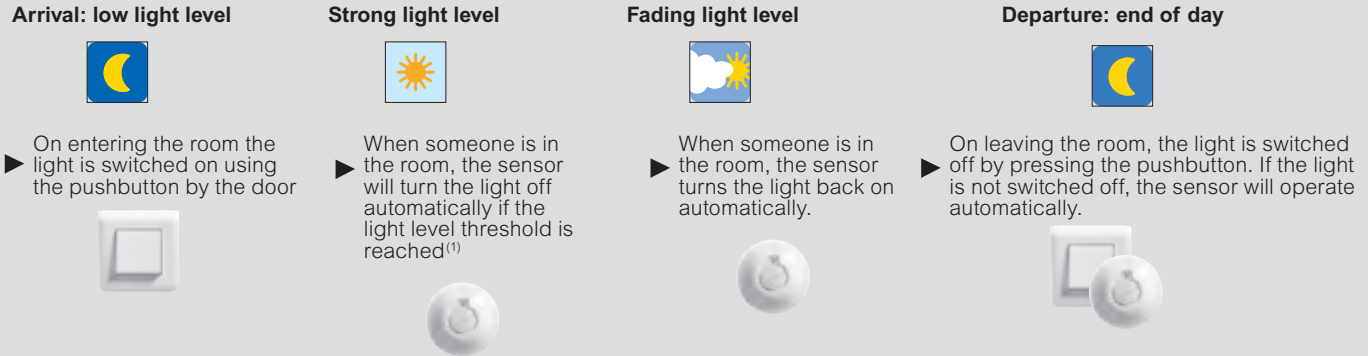 Arrival: low light level
On entering the room the
light is switched on using
the pushbutton by the door
Strong light level
When someone is in
the room, the sensor
will turn the light off
automatically if the
light level threshold is
reached(1)
Fading light level
When someone is in
the room, the sensor
turns the light back on
automatically.
Departure: end of day
On leaving the room, the light is switched
off by pressing the pushbutton. If the light
is not switched off, the sensor will operate
automatically.